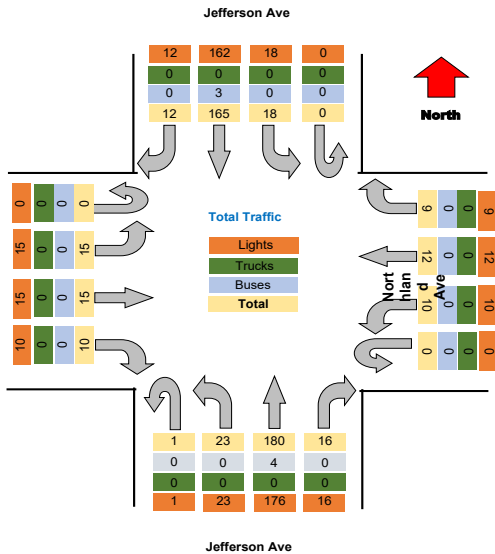 Jefferson Ave
12 162 18 0
0 0 0 0
0 3 0 0
12 165 18 0
North
0 0 0 0
15 0 0 15
15 0 0 15
10 0 0 10
Total Traffic
Lights
Trucks
Buses
Total
9 0 0 9
12 0 0 12
10 0 0 10
0 0 0 0
Nort
hlan
d
Ave
1 23 180 16
0 0 4 0
0 0 0 0
1 23 176 16
Jefferson Ave